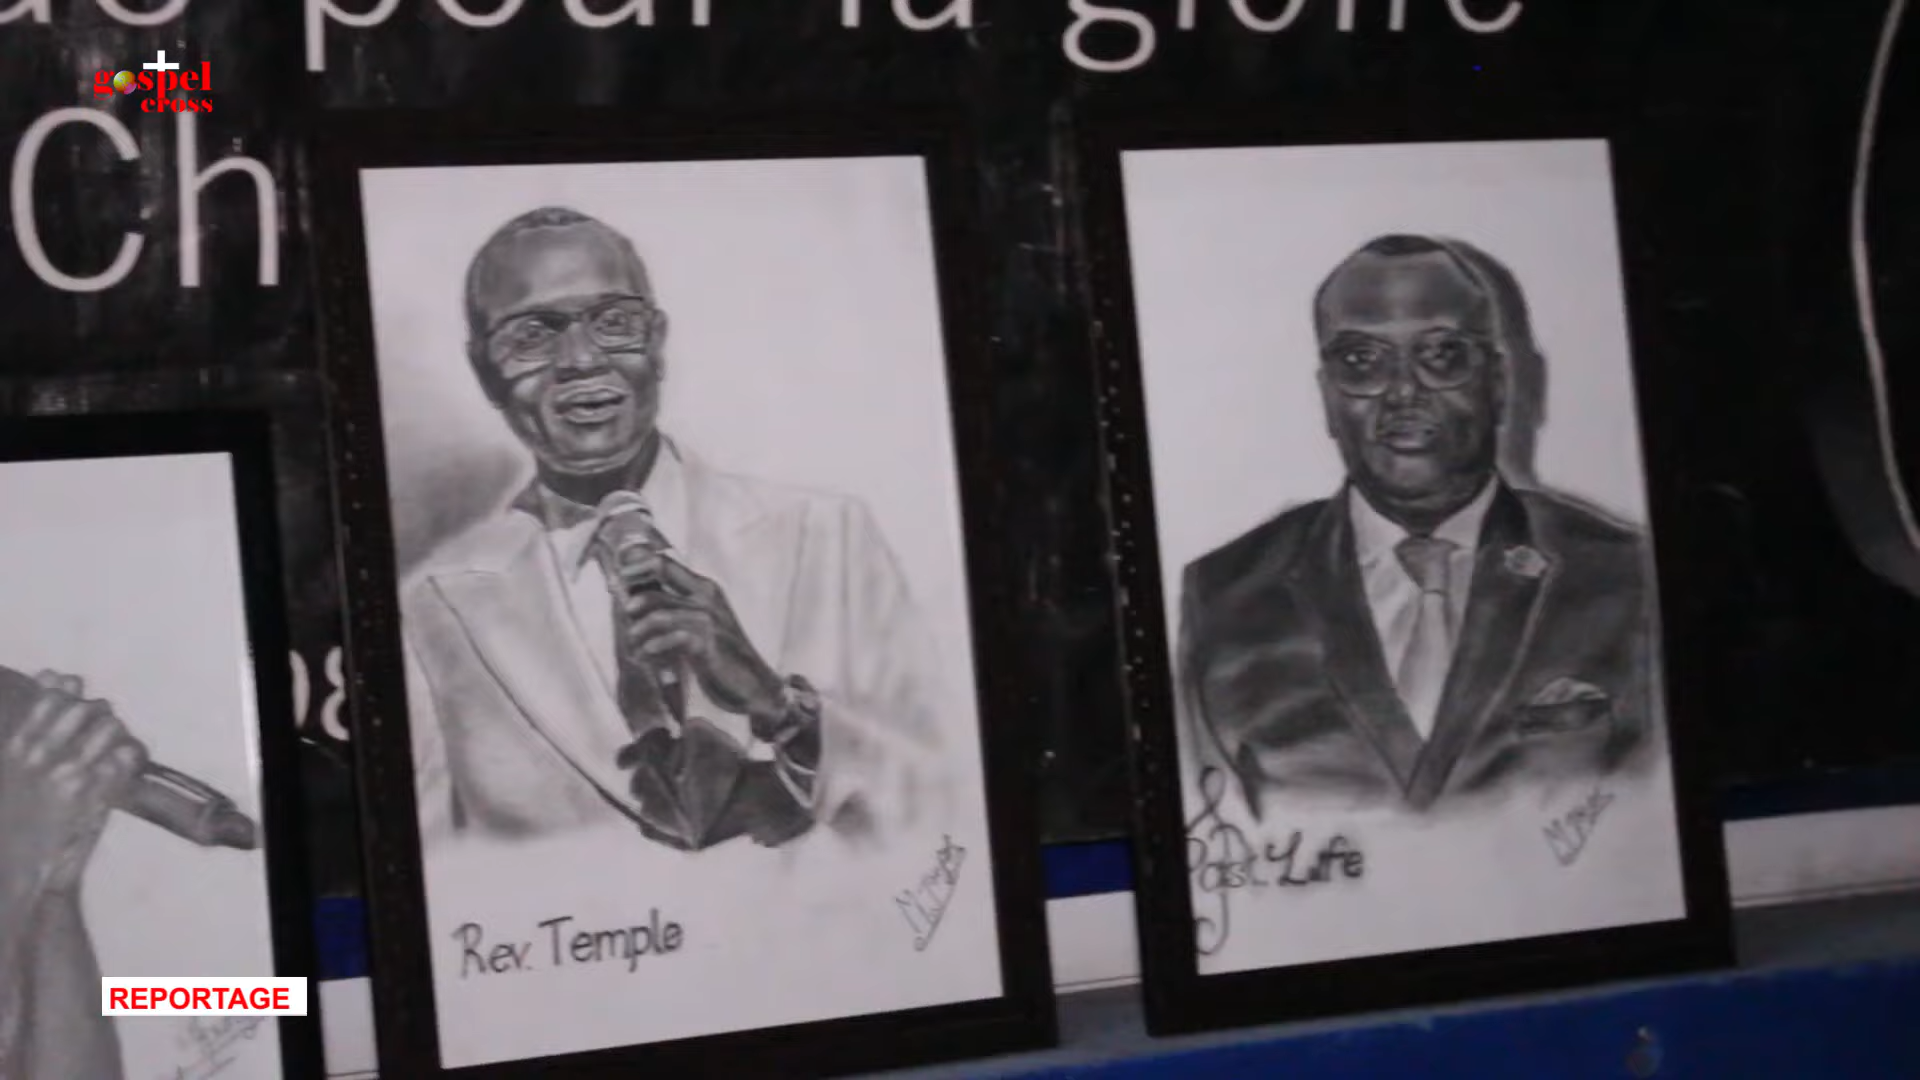 pour la gloire
gospel
cross
Ch
Rev. Temple
Past. Life
REPORTAGE